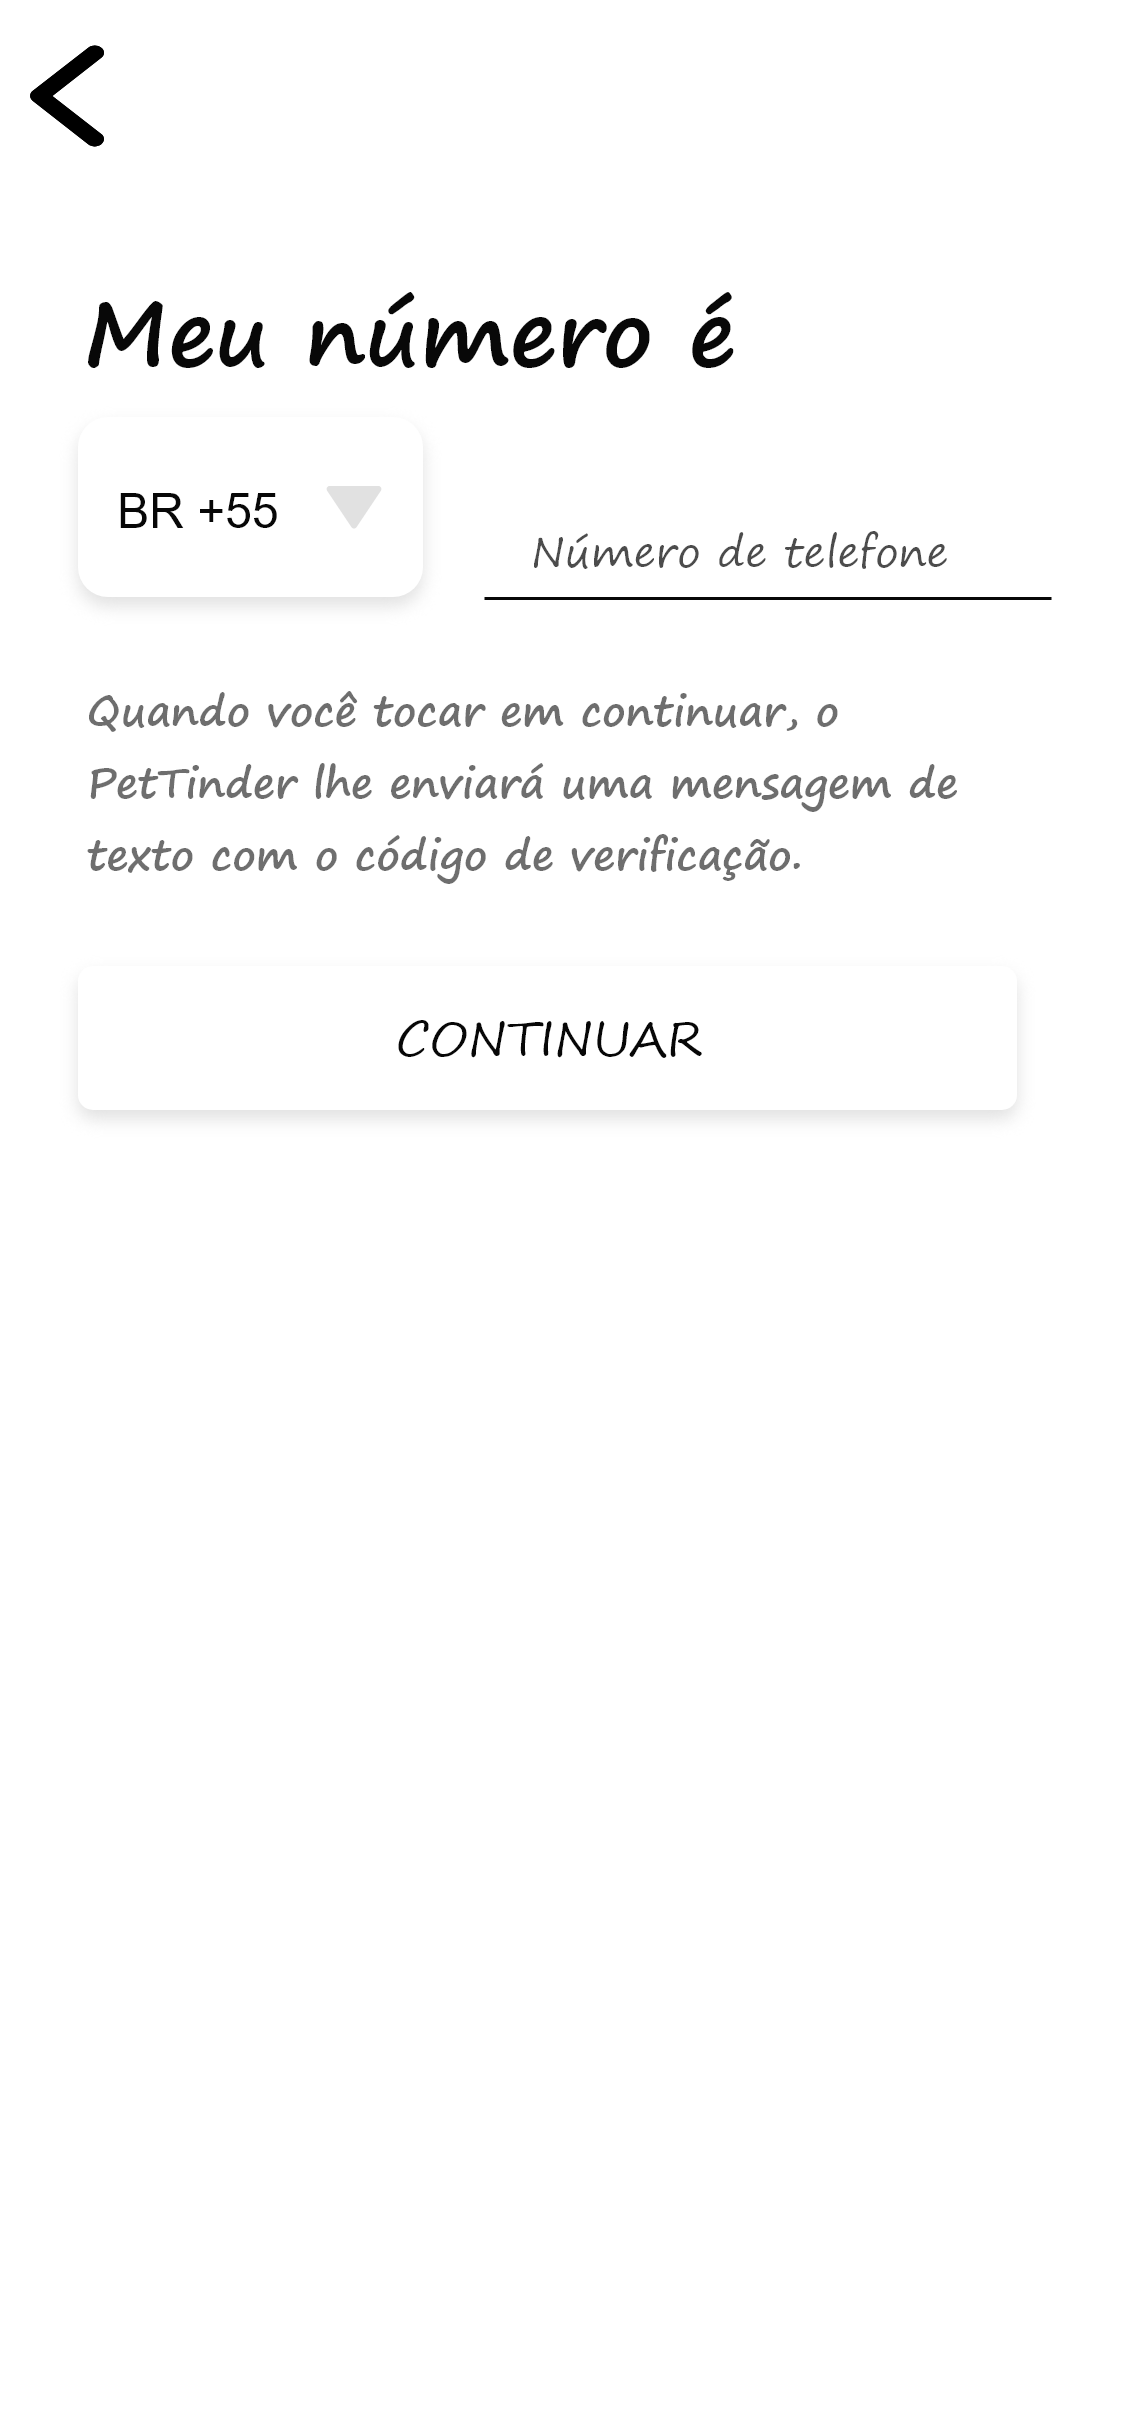 Meu número é
BR +55
Número de telefone
Quando você tocar em continuar, o
PetTinder lhe enviará uma mensagem de
texto com o código de verificação.
CONTINUAR